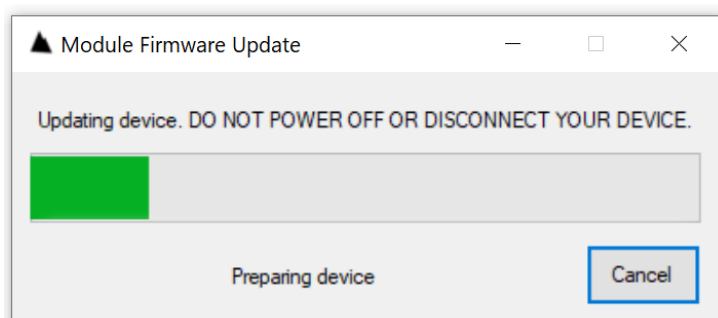 Module Firmware Update
Updating device. DO NOT POWER OFF OR DISCONNECT YOUR DEVICE.
Preparing device
Cancel